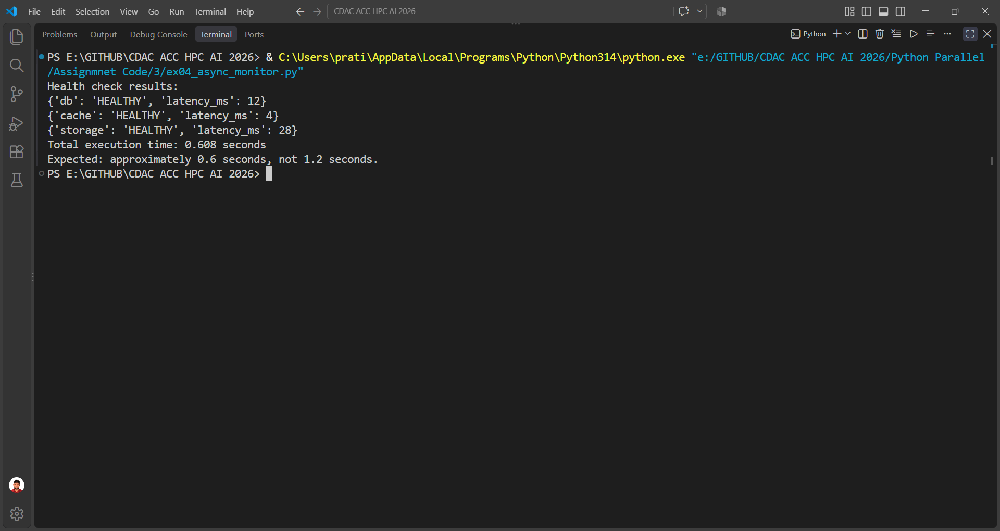 File Edit Selection View Go Run Terminal Help
CDAC ACC HPC AI 2026
Problems Output Debug Console Terminal Ports
Python
PS E:\GITHUB\CDAC ACC HPC AI 2026> & C:\Users\prati\AppData\Local\Programs\Python\Python314\python.exe "e:/GITHUB/CDAC ACC HPC AI 2026/Python Parallel
/Assignmnet Code/3/ex04_async_monitor.py"
Health check results:
{'db': 'HEALTHY', 'latency_ms': 12}
{'cache': 'HEALTHY', 'latency_ms': 4}
{'storage': 'HEALTHY', 'latency_ms': 28}
Total execution time: 0.608 seconds
Expected: approximately 0.6 seconds, not 1.2 seconds.
PS E:\GITHUB\CDAC ACC HPC AI 2026>